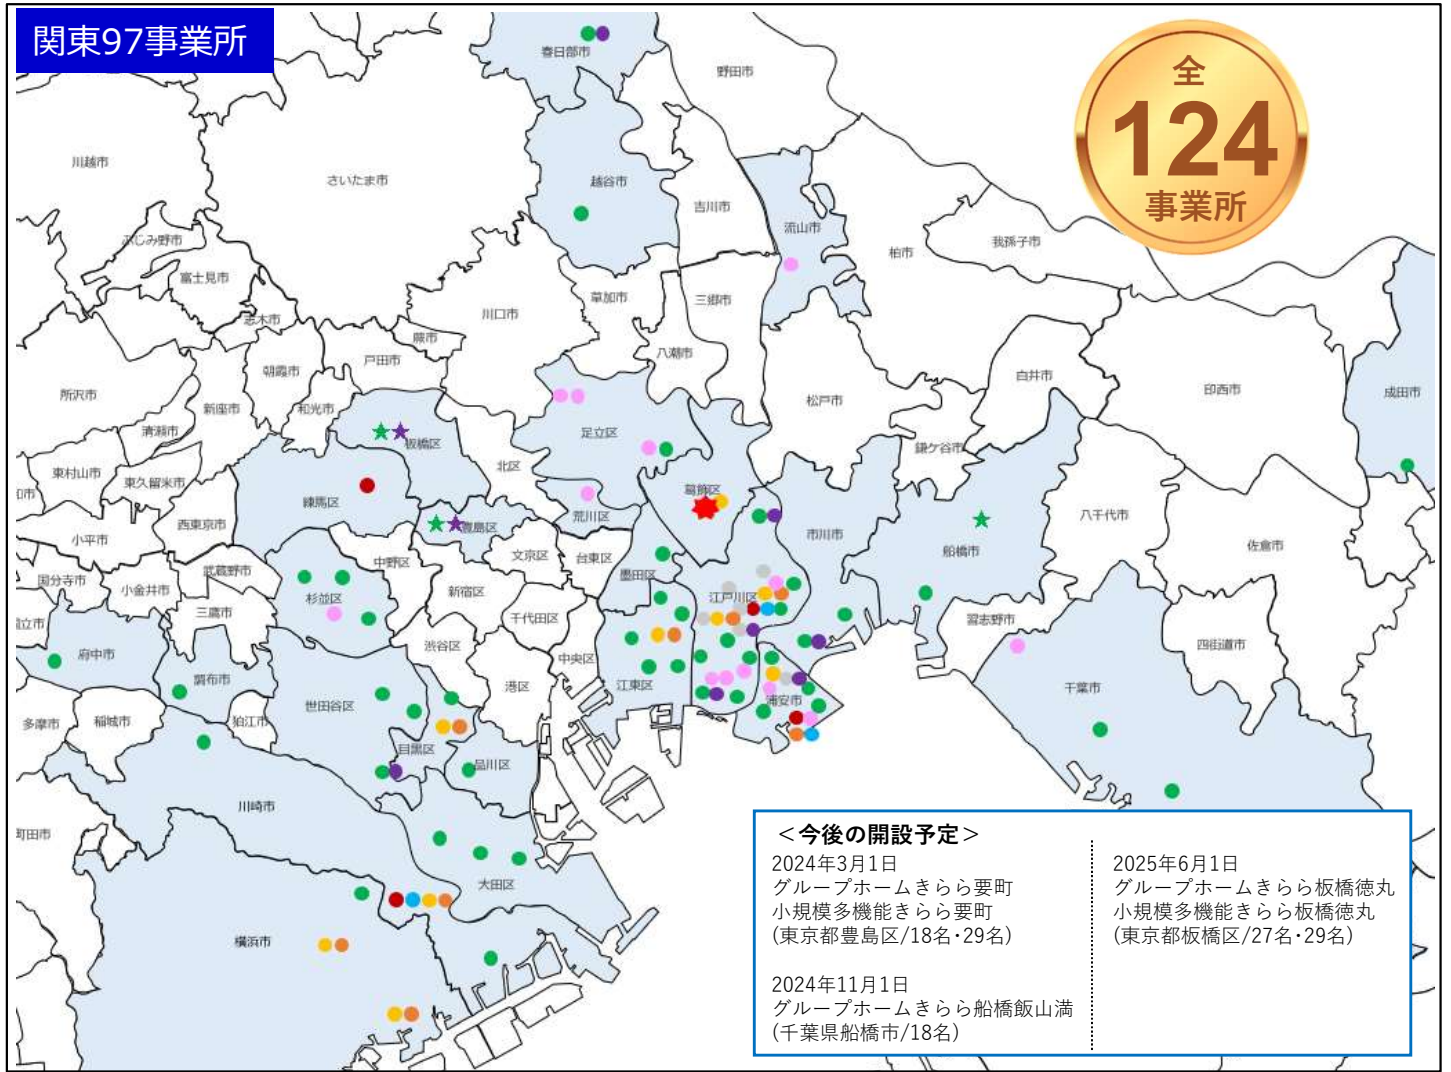 関東97事業所
全
124
事業所
春日部市
野田市
川越市
さいたま市
越谷市
吉川市
流山市
柏市
我孫子市
ふじみ野市
富士見市
志木市
川口市
草加市
三郷市
蕨市
戸田市
八潮市
朝霞市
所沢市
新座市
和光市
清瀬市
松戸市
白井市
印西市
成田市
板橋区
足立区
北区
鎌ケ谷市
東村山市
東久留米市
練馬区
葛飾区
荒川区
豊島区
市川市
船橋市
八千代市
佐倉市
西東京市
小平市
中野区
文京区
台東区
墨田区
国分寺市
小金井市
武蔵野市
三鷹市
杉並区
新宿区
千代田区
江戸川区
習志野市
四街道市
府中市
調布市
渋谷区
中央区
港区
江東区
浦安市
千葉市
多摩市
稲城市
狛江市
世田谷区
目黒区
品川区
川崎市
町田市
大田区
横浜市
<今後の開設予定>
2024年3月1日
グループホームきらら要町
小規模多機能きらら要町
(東京都豊島区/18名・29名)
2024年11月1日
グループホームきらら船橋飯山満
(千葉県船橋市/18名)
2025年6月1日
グループホームきらら板橋徳丸
小規模多機能きらら板橋徳丸
(東京都板橋区/27名・29名)